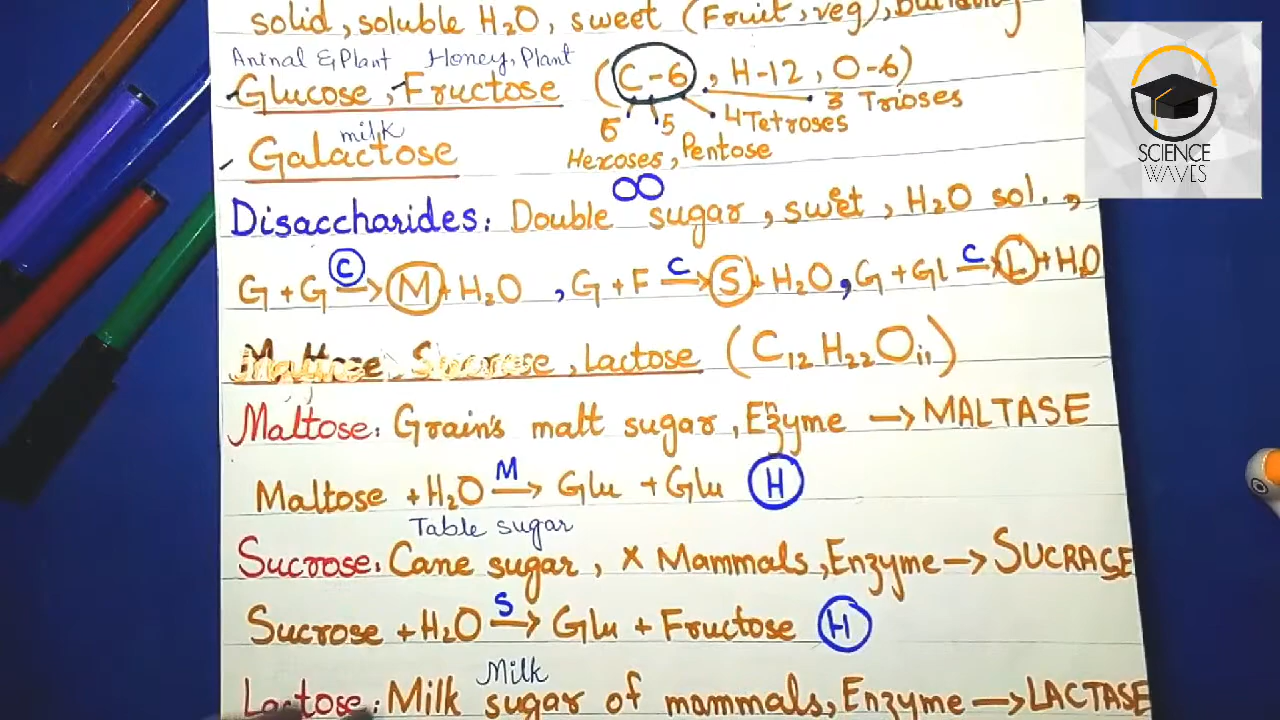 solid, soluble H₂O, sweet (Fruit, veg),
Animal & Plant Honey, Plant
Glucose, Fructose (C-6, H-12, O-6)
6 5 4 Tetroses 3 Trioses
Hexoses, Pentose
milk
Galactose
SCIENCE
WAVES
Disaccharides: Double sugar, sweet, H₂O sol.,
G + G C→ M + H₂O, G + F C→ S + H₂O, G + Gl C→ L + H₂O
Maltose, Sucrose, Lactose (C₁₂H₂₂O₁₁)
Maltose: Grain's malt sugar, Enzyme → MALTASE
Maltose + H₂O M→ Glu + Glu (H)
Table sugar
Sucrose: Cane sugar, x Mammals, Enzyme → SUCRASE
Sucrose + H₂O S→ Glu + Fructose (H)
Milk
Lactose: Milk sugar of mammals, Enzyme → LACTASE